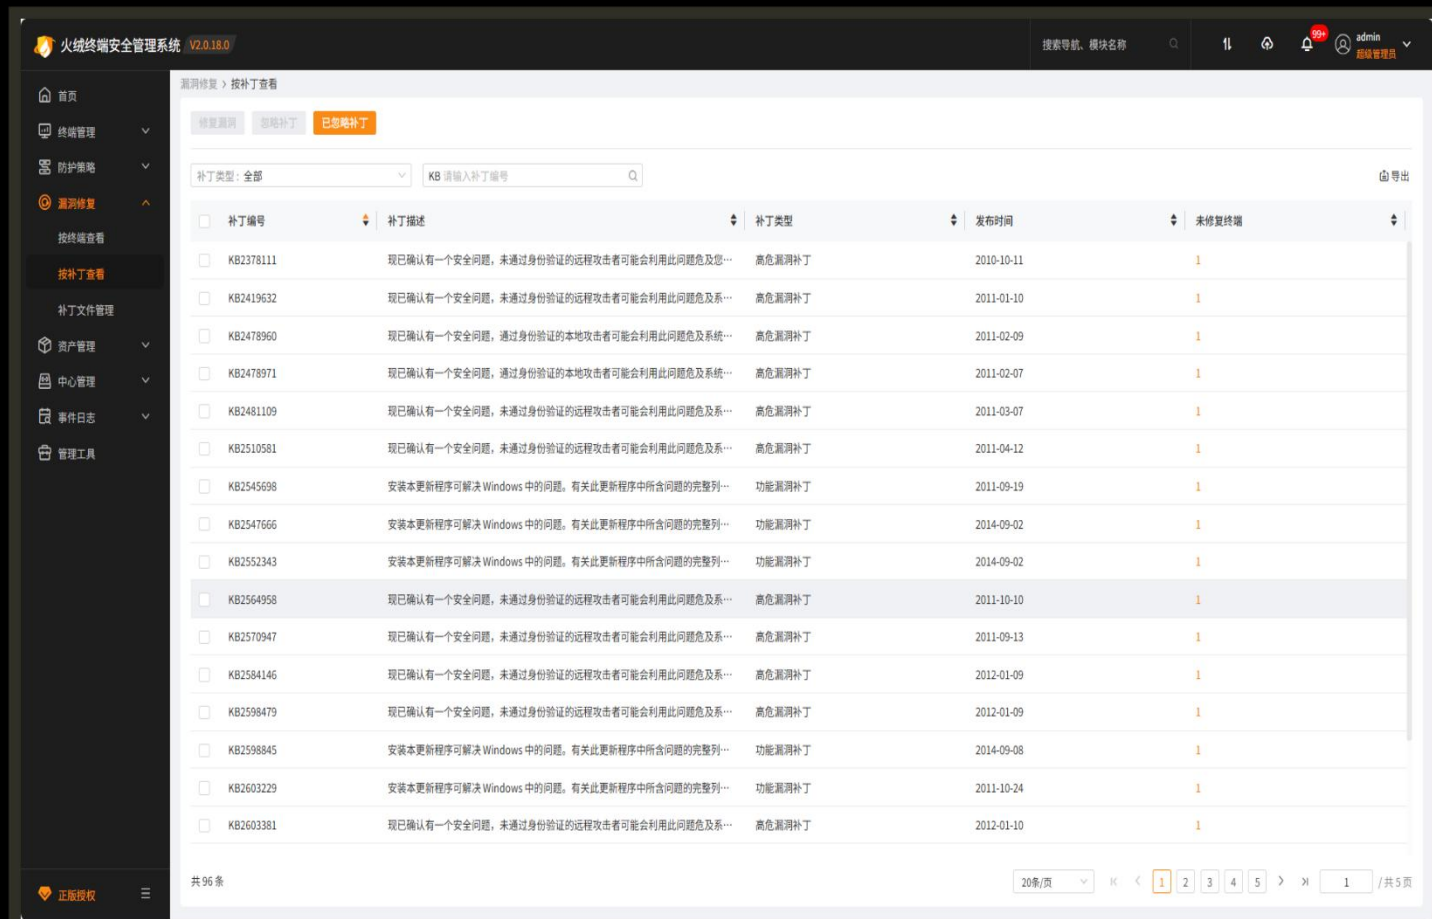 火绒终端安全管理系统 V2.0.18.0
搜索导航、模块名称
99+
admin
超级管理员
首页
终端管理
防护策略
漏洞修复
按终端查看
按补丁查看
补丁文件管理
资产管理
中心管理
事件日志
管理工具
正版授权
漏洞修复 > 按补丁查看
修复漏洞 忽略补丁 已忽略补丁
补丁类型: 全部 KB 请输入补丁编号 导出
补丁编号 补丁描述 补丁类型 发布时间 未修复终端
KB2378111 现已确认有一个安全问题，未通过身份验证的远程攻击者可能会利用此问题危及您… 高危漏洞补丁 2010-10-11 1
KB2419632 现已确认有一个安全问题，未通过身份验证的远程攻击者可能会利用此问题危及系… 高危漏洞补丁 2011-01-10 1
KB2478960 现已确认有一个安全问题，通过身份验证的本地攻击者可能会利用此问题危及系统… 高危漏洞补丁 2011-02-09 1
KB2478971 现已确认有一个安全问题，通过身份验证的本地攻击者可能会利用此问题危及系统… 高危漏洞补丁 2011-02-07 1
KB2481109 现已确认有一个安全问题，未通过身份验证的远程攻击者可能会利用此问题危及系… 高危漏洞补丁 2011-03-07 1
KB2510581 现已确认有一个安全问题，未通过身份验证的远程攻击者可能会利用此问题危及系… 高危漏洞补丁 2011-04-12 1
KB2545698 安装本更新程序可解决 Windows 中的问题。有关此更新程序中所含问题的完整列… 功能漏洞补丁 2011-09-19 1
KB2547666 安装本更新程序可解决 Windows 中的问题。有关此更新程序中所含问题的完整列… 功能漏洞补丁 2014-09-02 1
KB2552343 安装本更新程序可解决 Windows 中的问题。有关此更新程序中所含问题的完整列… 功能漏洞补丁 2014-09-02 1
KB2564958 现已确认有一个安全问题，未通过身份验证的远程攻击者可能会利用此问题危及系… 高危漏洞补丁 2011-10-10 1
KB2570947 现已确认有一个安全问题，未通过身份验证的远程攻击者可能会利用此问题危及系… 高危漏洞补丁 2011-09-13 1
KB2584146 现已确认有一个安全问题，未通过身份验证的远程攻击者可能会利用此问题危及系… 高危漏洞补丁 2012-01-09 1
KB2598479 现已确认有一个安全问题，未通过身份验证的远程攻击者可能会利用此问题危及系… 高危漏洞补丁 2012-01-09 1
KB2598845 安装本更新程序可解决 Windows 中的问题。有关此更新程序中所含问题的完整列… 功能漏洞补丁 2014-09-08 1
KB2603229 安装本更新程序可解决 Windows 中的问题。有关此更新程序中所含问题的完整列… 功能漏洞补丁 2011-10-24 1
KB2603381 现已确认有一个安全问题，未通过身份验证的远程攻击者可能会利用此问题危及系… 高危漏洞补丁 2012-01-10 1
共 96 条 20条/页 1 2 3 4 5 1 / 共 5 页